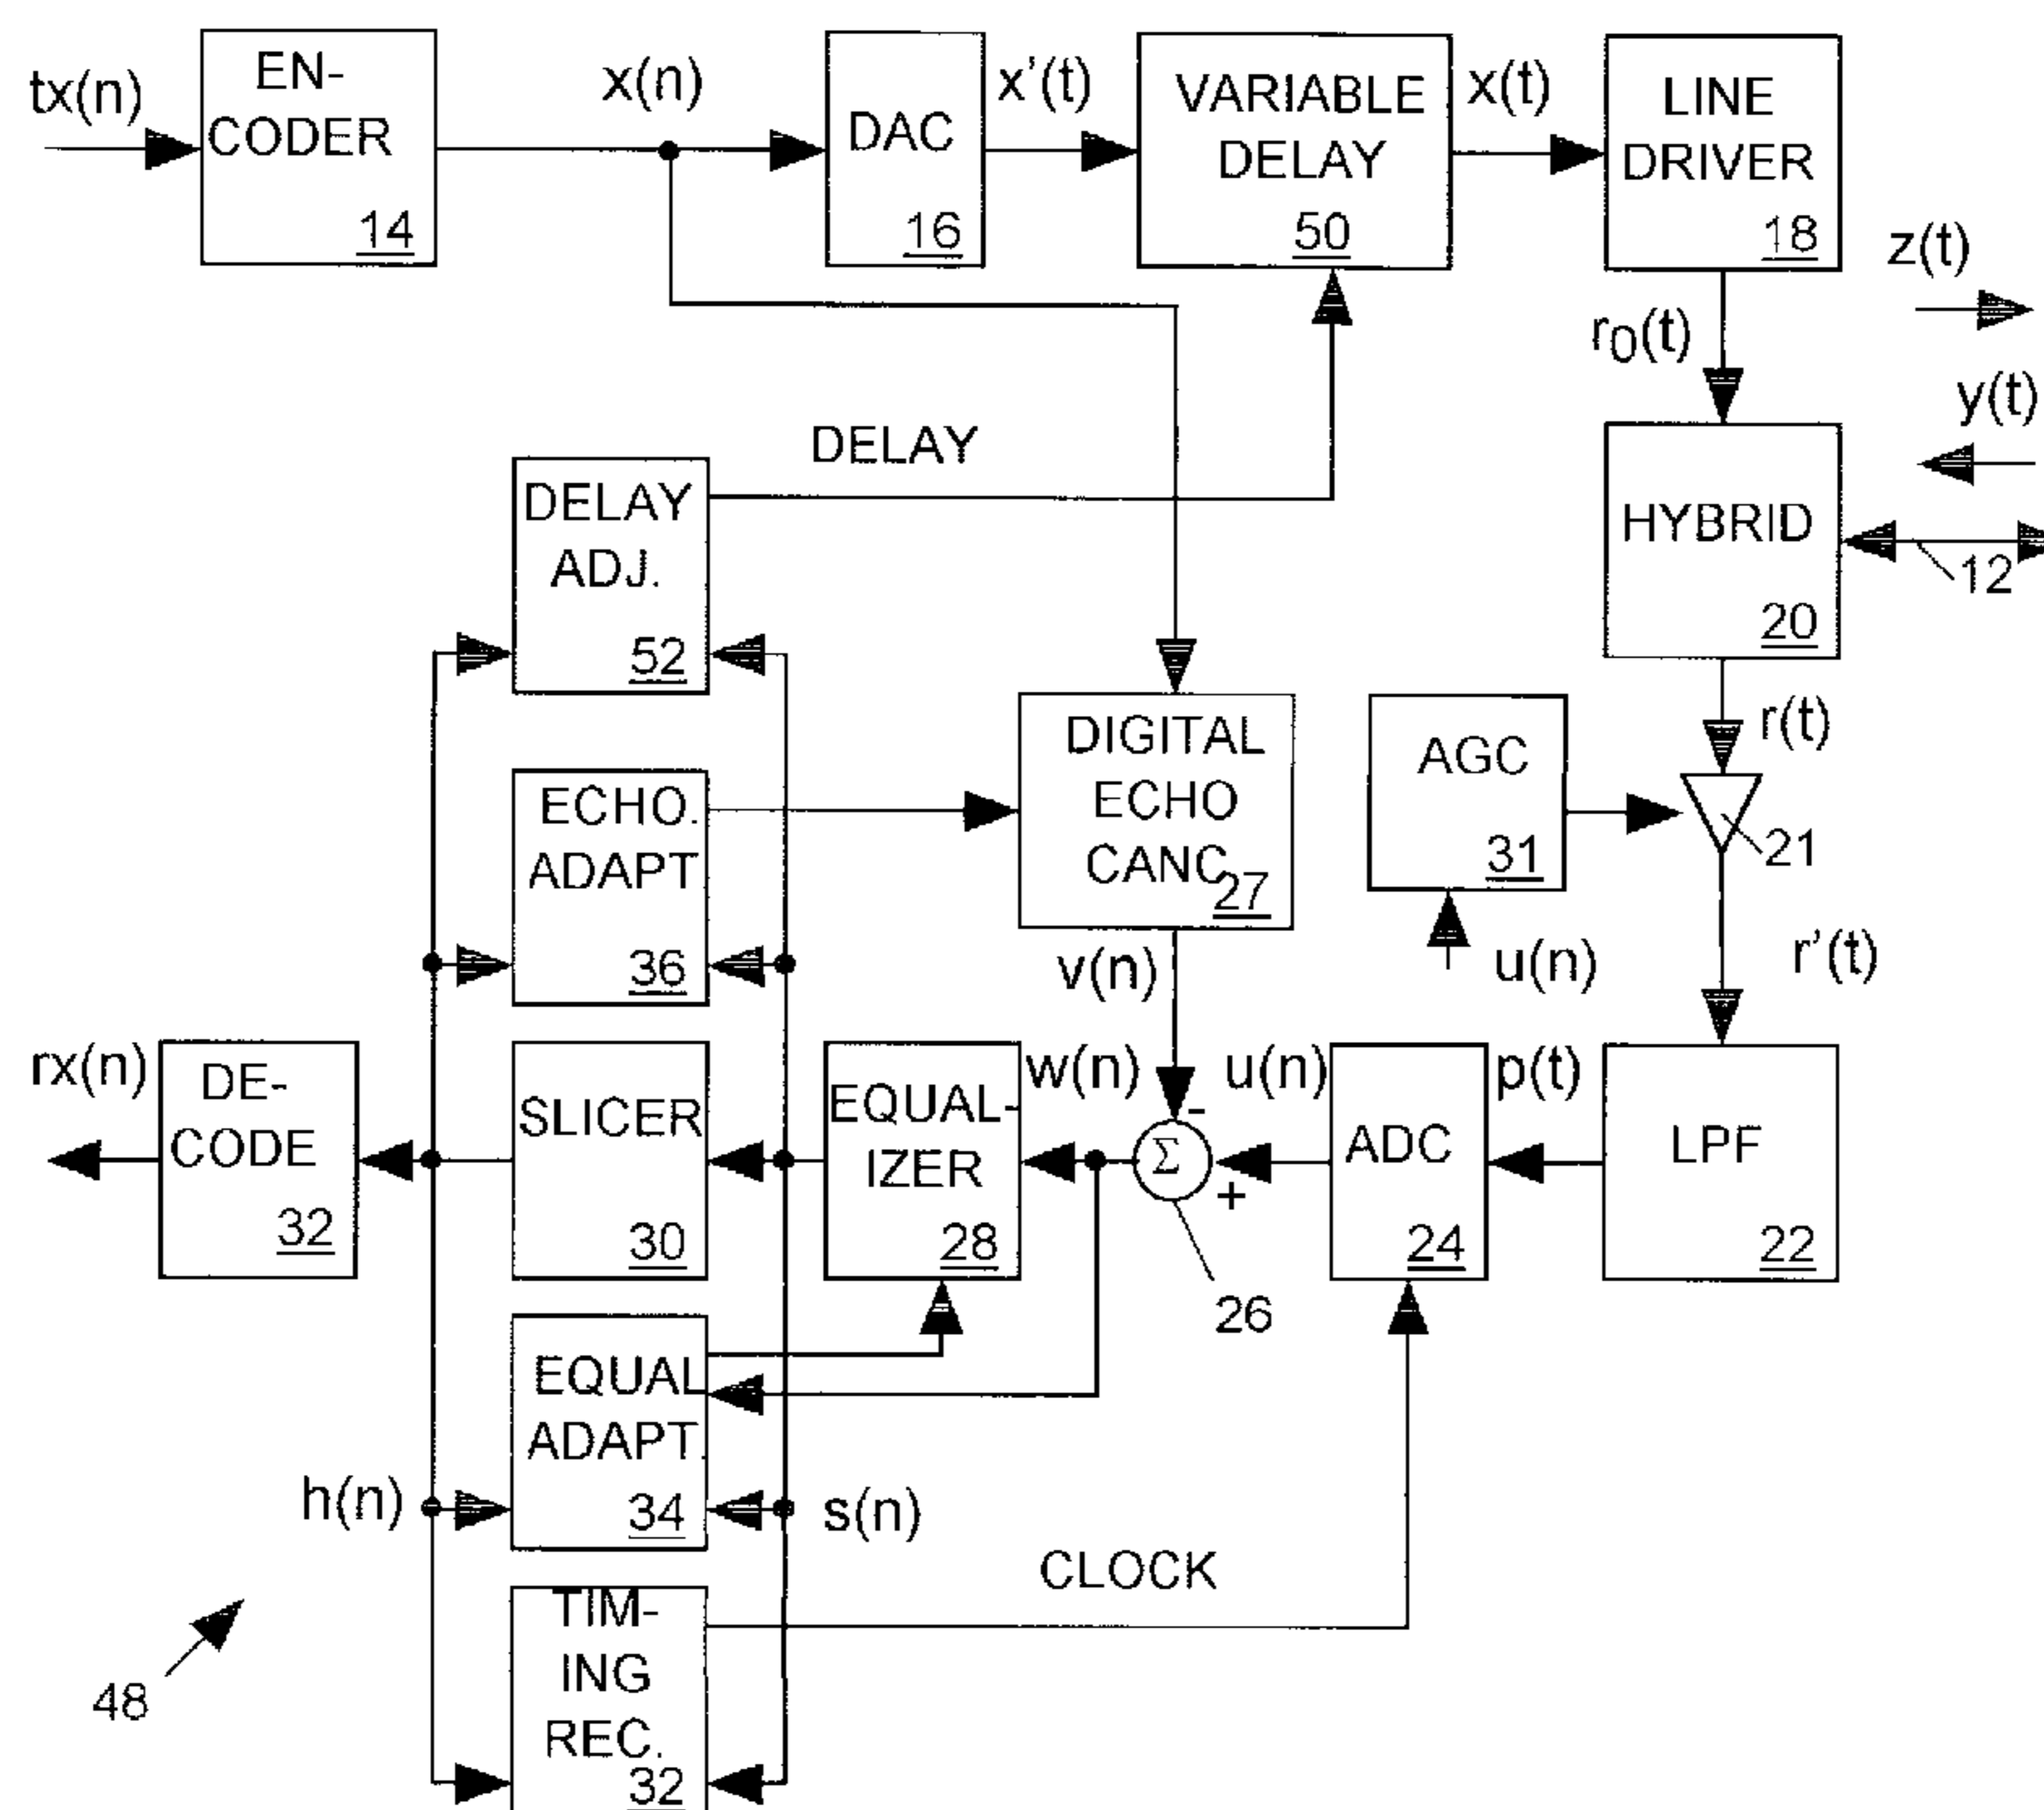 tx(n)
EN-
CODER
14
x(n)
DAC
16
x'(t)
VARIABLE
DELAY
50
x(t)
LINE
DRIVER
18
z(t)
r0(t)
y(t)
HYBRID
20
12
DELAY
DELAY
ADJ.
52
DIGITAL
ECHO
CANC
27
AGC
31
u(n)
r(t)
21
r'(t)
ECHO.
ADAPT
36
v(n)
rx(n)
DE-
CODE
32
SLICER
30
EQUAL-
IZER
28
w(n)
-
Σ
+
26
u(n)
ADC
24
p(t)
LPF
22
EQUAL
ADAPT.
34
h(n)
s(n)
CLOCK
TIM-
ING
REC.
32
48